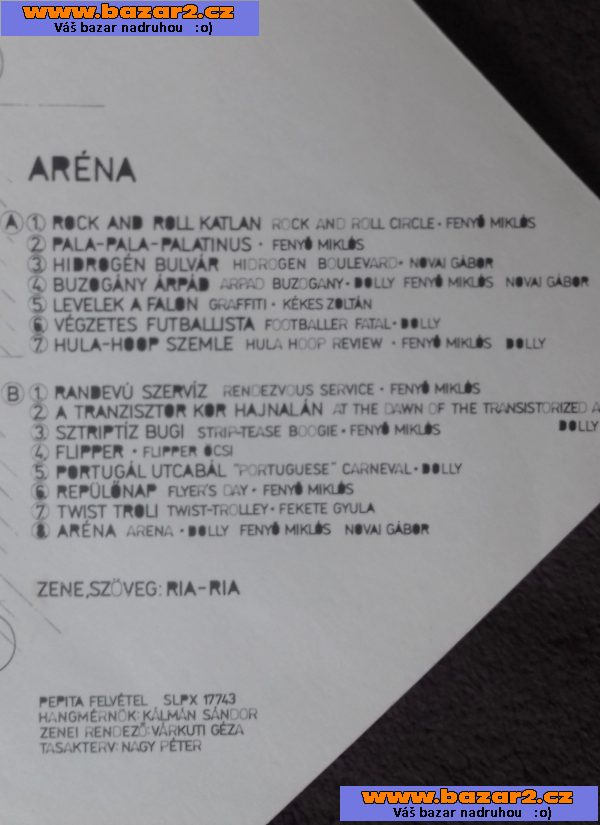 www.bazar2.cz
Váš bazar nadruhou :o)
ARÉNA
A 1. ROCK AND ROLL KATLAN ROCK AND ROLL CIRCLE • FENYŐ MIKLÓS
2. PALA-PALA-PALATINUS • FENYŐ MIKLÓS
3. HIDROGÉN BULVÁR HIDROGEN BOULEVARD • NOVAI GÁBOR
4. BUZOGÁNY ÁRPÁD ARPAD BUZOGANY • DOLLY FENYŐ MIKLÓS NOVAI GÁBOR
5. LEVELEK A FALON GRAFFITI • KÉKES ZOLTÁN
6. VÉGZETES FUTBALLISTA FOOTBALLER FATAL • DOLLY
7. HULA-HOOP SZEMLE HULA HOOP REVIEW • FENYŐ MIKLÓS DOLLY
B 1. RANDEVÚ SZERVÍZ RENDEZVOUS SERVICE • FENYŐ MIKLÓS
2. A TRANZISZTOR KOR HAJNALÁN AT THE DAWN OF THE TRANSISTORIZED A
DOLLY
3. SZTRIPTÍZ BUGI STRIP-TEASE BOOGIE • FENYŐ MIKLÓS
4. FLIPPER • FLIPPER ÖCSI
5. PORTUGÁL UTCABÁL "PORTUGUESE" CARNEVAL • DOLLY
6. REPÜLŐNAP FLYER'S DAY • FENYŐ MIKLÓS
7. TWIST TROLI TWIST-TROLLEY • FEKETE GYULA
8. ARÉNA ARENA • DOLLY FENYŐ MIKLÓS NOVAI GÁBOR
ZENE, SZÖVEG: RIA-RIA
PEPITA FELVÉTEL SLPX 17743
HANGMÉRNÖK: KÁLMÁN SÁNDOR
ZENEI RENDEZŐ: VÁRKUTI GÉZA
TASAKTERV: NAGY PÉTER
www.bazar2.cz
Váš bazar nadruhou :o)